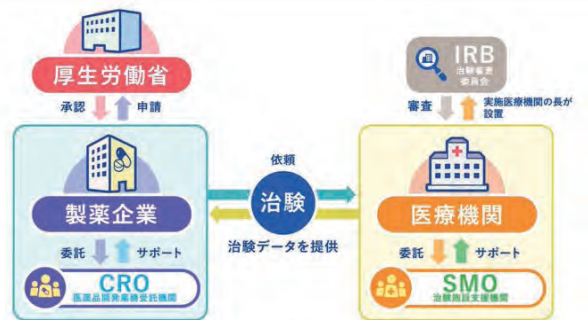 厚生労働省
承認
申請
IRB
治験審査
委員会
審査
実施医療機関の長が
設置
製薬企業
依頼
治験
治験データを提供
医療機関
委託
サポート
CRO
医薬品開発業務受託機関
委託
サポート
SMO
治験施設支援機関